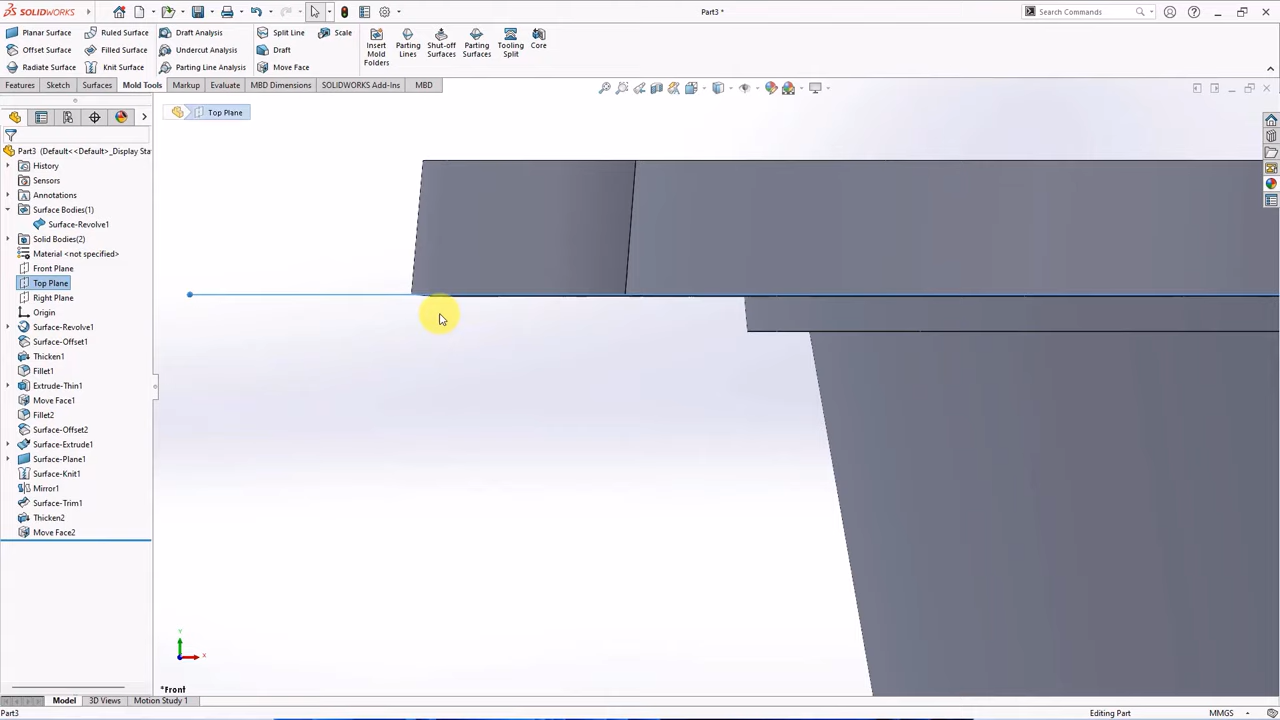 SOLIDWORKS
Part3 *
Search Commands
Planar Surface
Ruled Surface
Draft Analysis
Split Line
Scale
Offset Surface
Filled Surface
Undercut Analysis
Draft
Radiate Surface
Knit Surface
Parting Line Analysis
Move Face
Insert Mold Folders
Parting Lines
Shut-off Surfaces
Parting Surfaces
Tooling Split
Core
Features
Sketch
Surfaces
Mold Tools
Markup
Evaluate
MBD Dimensions
SOLIDWORKS Add-Ins
MBD
Top Plane
Part3 (Default<<Default>_Display Sta
History
Sensors
Annotations
Surface Bodies(1)
Surface-Revolve1
Solid Bodies(2)
Material <not specified>
Front Plane
Top Plane
Right Plane
Origin
Surface-Revolve1
Surface-Offset1
Thicken1
Fillet1
Extrude-Thin1
Move Face1
Fillet2
Surface-Offset2
Surface-Extrude1
Surface-Plane1
Surface-Knit1
Mirror1
Surface-Trim1
Thicken2
Move Face2
Y
x
*Front
Model
3D Views
Motion Study 1
Part3
Editing Part
MMGS